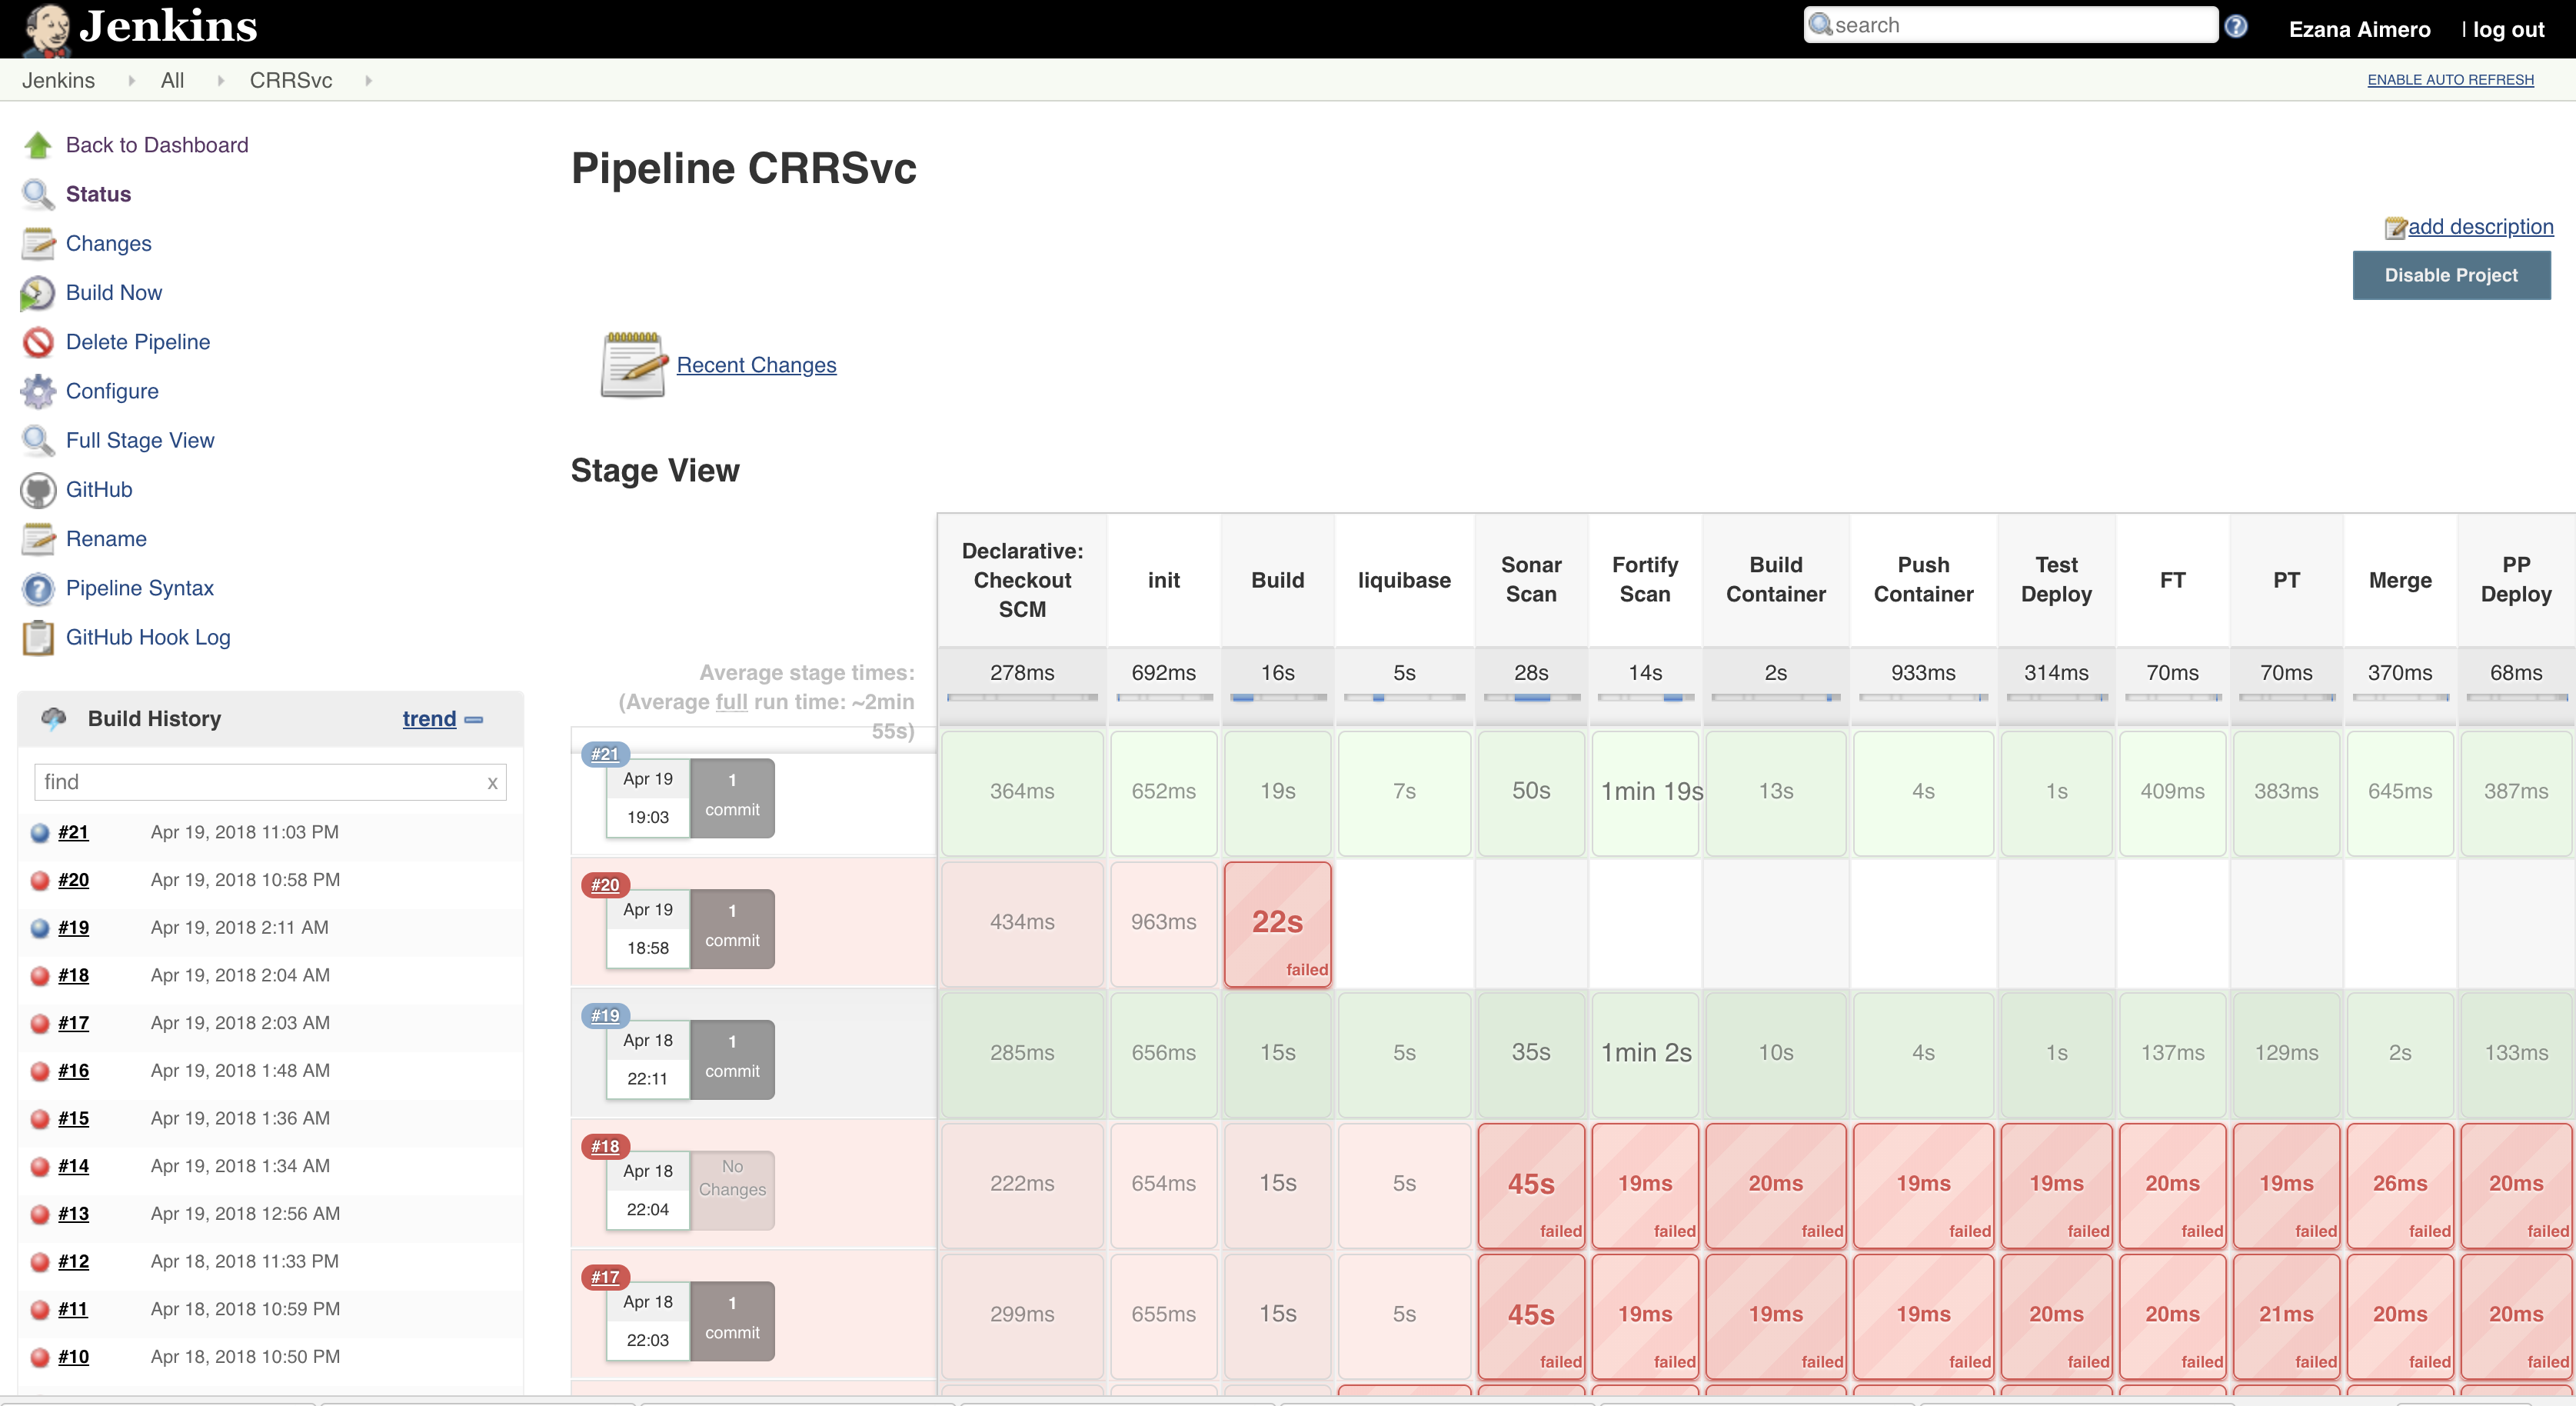 Jenkins
search
Ezana Aimero
| log out
Jenkins
All
CRRSvc
ENABLE AUTO REFRESH
Back to Dashboard
Status
Changes
Build Now
Delete Pipeline
Configure
Full Stage View
GitHub
Rename
Pipeline Syntax
GitHub Hook Log
Build History
trend
find
x
#21 Apr 19, 2018 11:03 PM
#20 Apr 19, 2018 10:58 PM
#19 Apr 19, 2018 2:11 AM
#18 Apr 19, 2018 2:04 AM
#17 Apr 19, 2018 2:03 AM
#16 Apr 19, 2018 1:48 AM
#15 Apr 19, 2018 1:36 AM
#14 Apr 19, 2018 1:34 AM
#13 Apr 19, 2018 12:56 AM
#12 Apr 18, 2018 11:33 PM
#11 Apr 18, 2018 10:59 PM
#10 Apr 18, 2018 10:50 PM
Pipeline CRRSvc
add description
Disable Project
Recent Changes
Stage View
Declarative:
Checkout
SCM
init
Build
liquibase
Sonar
Scan
Fortify
Scan
Build
Container
Push
Container
Test
Deploy
FT
PT
Merge
PP
Deploy
Average stage times:
(Average full run time: ~2min
55s)
278ms 692ms 16s 5s 28s 14s 2s 933ms 314ms 70ms 70ms 370ms 68ms
#21
Apr 19
19:03
1
commit
364ms 652ms 19s 7s 50s 1min 19s 13s 4s 1s 409ms 383ms 645ms 387ms
#20
Apr 19
18:58
1
commit
434ms 963ms 22s
failed
#19
Apr 18
22:11
1
commit
285ms 656ms 15s 5s 35s 1min 2s 10s 4s 1s 137ms 129ms 2s 133ms
#18
Apr 18
22:04
No
Changes
222ms 654ms 15s 5s 45s 19ms 20ms 19ms 19ms 20ms 19ms 26ms 20ms
failed failed failed failed failed failed failed failed failed
#17
Apr 18
22:03
1
commit
299ms 655ms 15s 5s 45s 19ms 19ms 19ms 20ms 20ms 21ms 20ms 20ms
failed failed failed failed failed failed failed failed failed